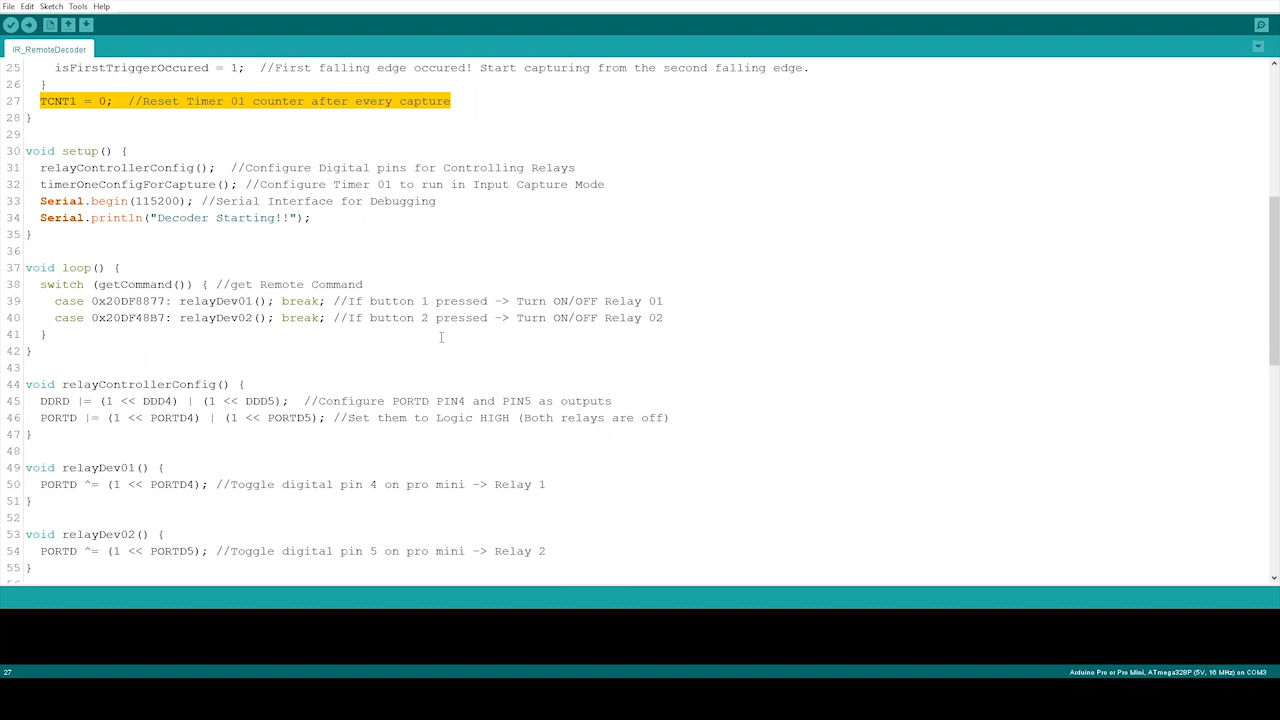 File Edit Sketch Tools Help
IR_RemoteDecoder
25 isFirstTriggerOccured = 1; //First falling edge occured! Start capturing from the second falling edge.
26 }
27 TCNT1 = 0; //Reset Timer 01 counter after every capture
28 }
29
30 void setup() {
31 relayControllerConfig(); //Configure Digital pins for Controlling Relays
32 timerOneConfigForCapture(); //Configure Timer 01 to run in Input Capture Mode
33 Serial.begin(115200); //Serial Interface for Debugging
34 Serial.println("Decoder Starting!!");
35 }
36
37 void loop() {
38 switch (getCommand()) { //get Remote Command
39 case 0x20DF8877: relayDev01(); break; //If button 1 pressed -> Turn ON/OFF Relay 01
40 case 0x20DF48B7: relayDev02(); break; //If button 2 pressed -> Turn ON/OFF Relay 02
41 }
42 }
43
44 void relayControllerConfig() {
45 DDRD |= (1 << DDD4) | (1 << DDD5); //Configure PORTD PIN4 and PIN5 as outputs
46 PORTD |= (1 << PORTD4) | (1 << PORTD5); //Set them to Logic HIGH (Both relays are off)
47 }
48
49 void relayDev01() {
50 PORTD ^= (1 << PORTD4); //Toggle digital pin 4 on pro mini -> Relay 1
51 }
52
53 void relayDev02() {
54 PORTD ^= (1 << PORTD5); //Toggle digital pin 5 on pro mini -> Relay 2
55 }
27 Arduino Pro or Pro Mini, ATmega328P (5V, 16 MHz) on COM3